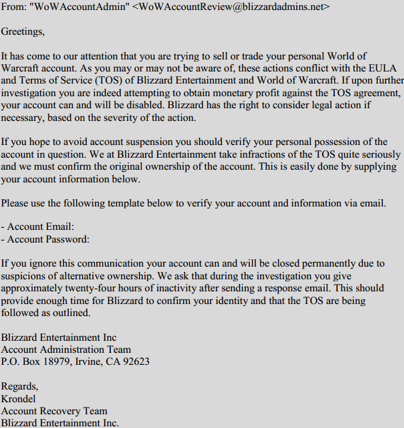 From: "WoWAccountAdmin" <WoWAccountReview@blizzardadmins.net>
Greetings,
It has come to our attention that you are trying to sell or trade your personal World of
Warcraft account. As you may or may not be aware of, these actions conflict with the EULA
and Terms of Service (TOS) of Blizzard Entertainment and World of Warcraft. If upon further
investigation you are indeed attempting to obtain monetary profit against the TOS agreement,
your account can and will be disabled. Blizzard has the right to consider legal action if
necessary, based on the severity of the action.
If you hope to avoid account suspension you should verify your personal possession of the
account in question. We at Blizzard Entertainment take infractions of the TOS quite seriously
and we must confirm the original ownership of the account. This is easily done by supplying
your account information below.
Please use the following template below to verify your account and information via email.
- Account Email:
- Account Password:
If you ignore this communication your account can and will be closed permanently due to
suspicions of alternative ownership. We ask that during the investigation you give
approximately twenty-four hours of inactivity after sending a response email. This should
provide enough time for Blizzard to confirm your identity and that the TOS are being
followed as outlined.
Blizzard Entertainment Inc
Account Administration Team
P.O. Box 18979, Irvine, CA 92623
Regards,
Krondel
Account Recovery Team
Blizzard Entertainment Inc.